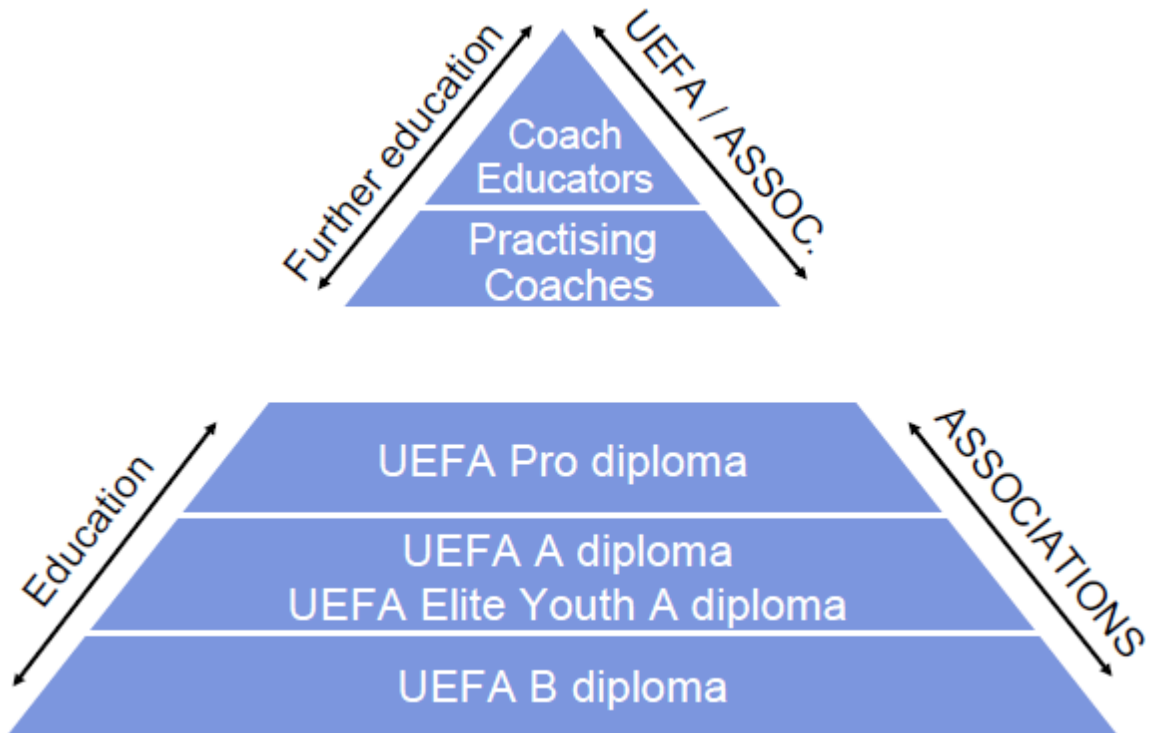 Further education
UEFA / ASSOC.
Coach
Educators
Practising
Coaches
Education
ASSOCIATIONS
UEFA Pro diploma
UEFA A diploma
UEFA Elite Youth A diploma
UEFA B diploma